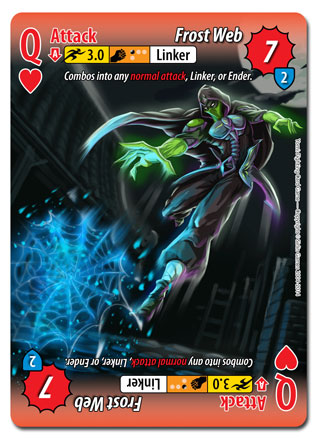 Q Attack Frost Web 7
3.0 Linker 2
Combos into any normal attack, Linker, or Ender.
Combos into any normal attack, Linker, or Ender.
2 Linker 3.0
7 Frost Web Attack Q